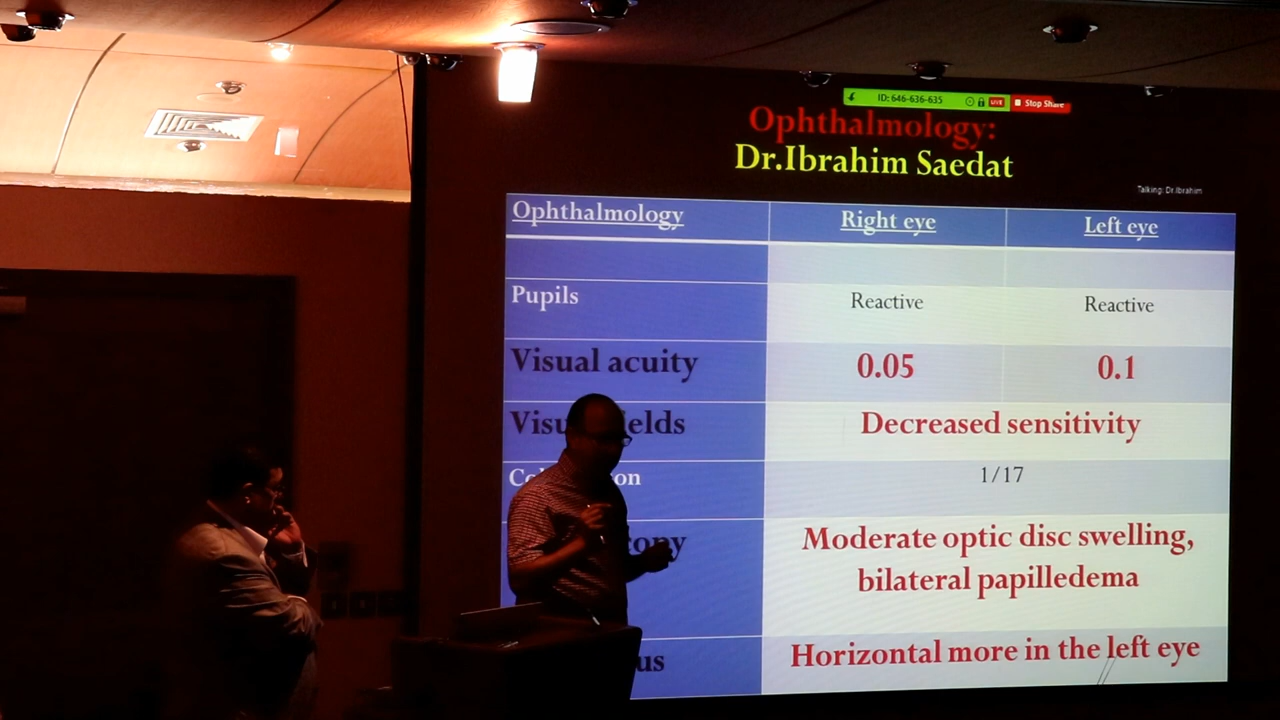 ID: 646-636-635 LIVE Stop Share
Ophthalmology:
Dr.Ibrahim Saedat
Talking: Dr.Ibrahim
Ophthalmology Right eye Left eye
Pupils Reactive Reactive
Visual acuity 0.05 0.1
Decreased sensitivity
1/17
Moderate optic disc swelling,
bilateral papilledema
Horizontal more in the left eye